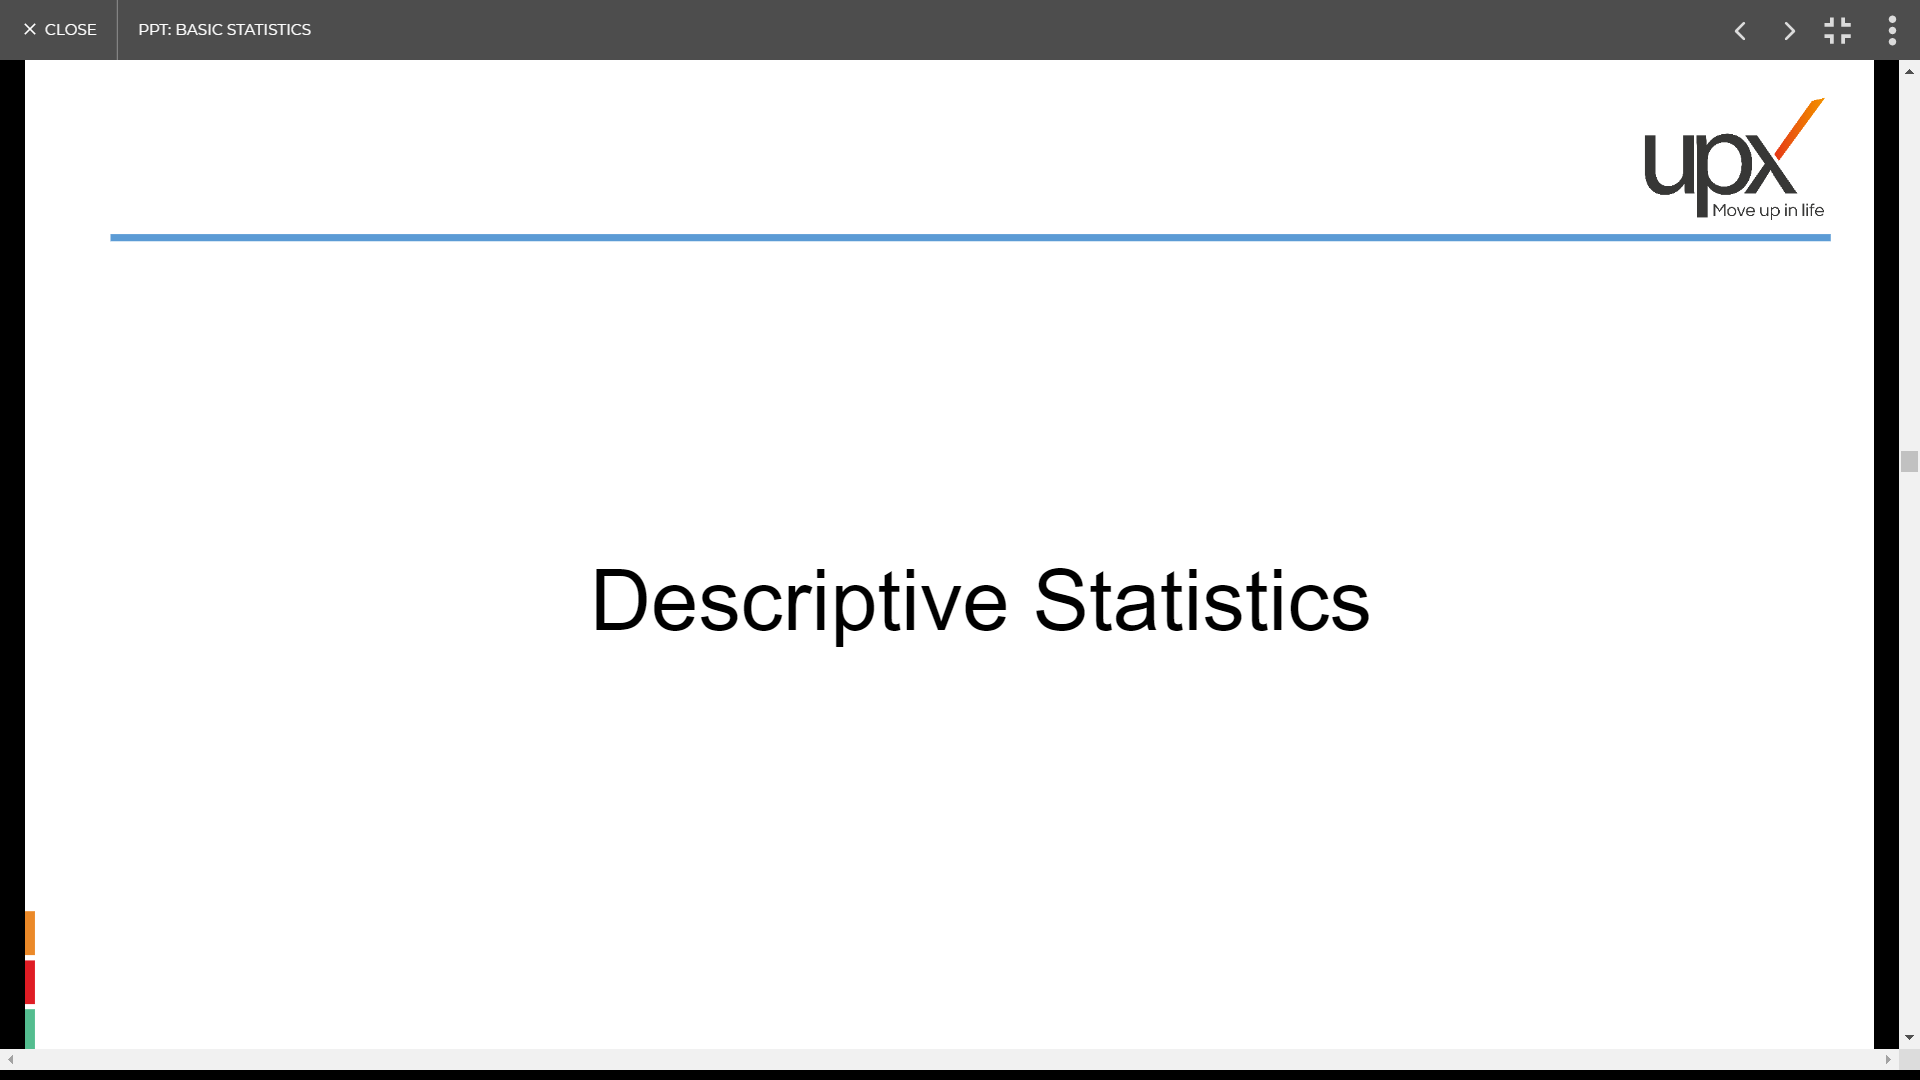 CLOSE
PPT: BASIC STATISTICS
upx
Move up in life
Descriptive Statistics